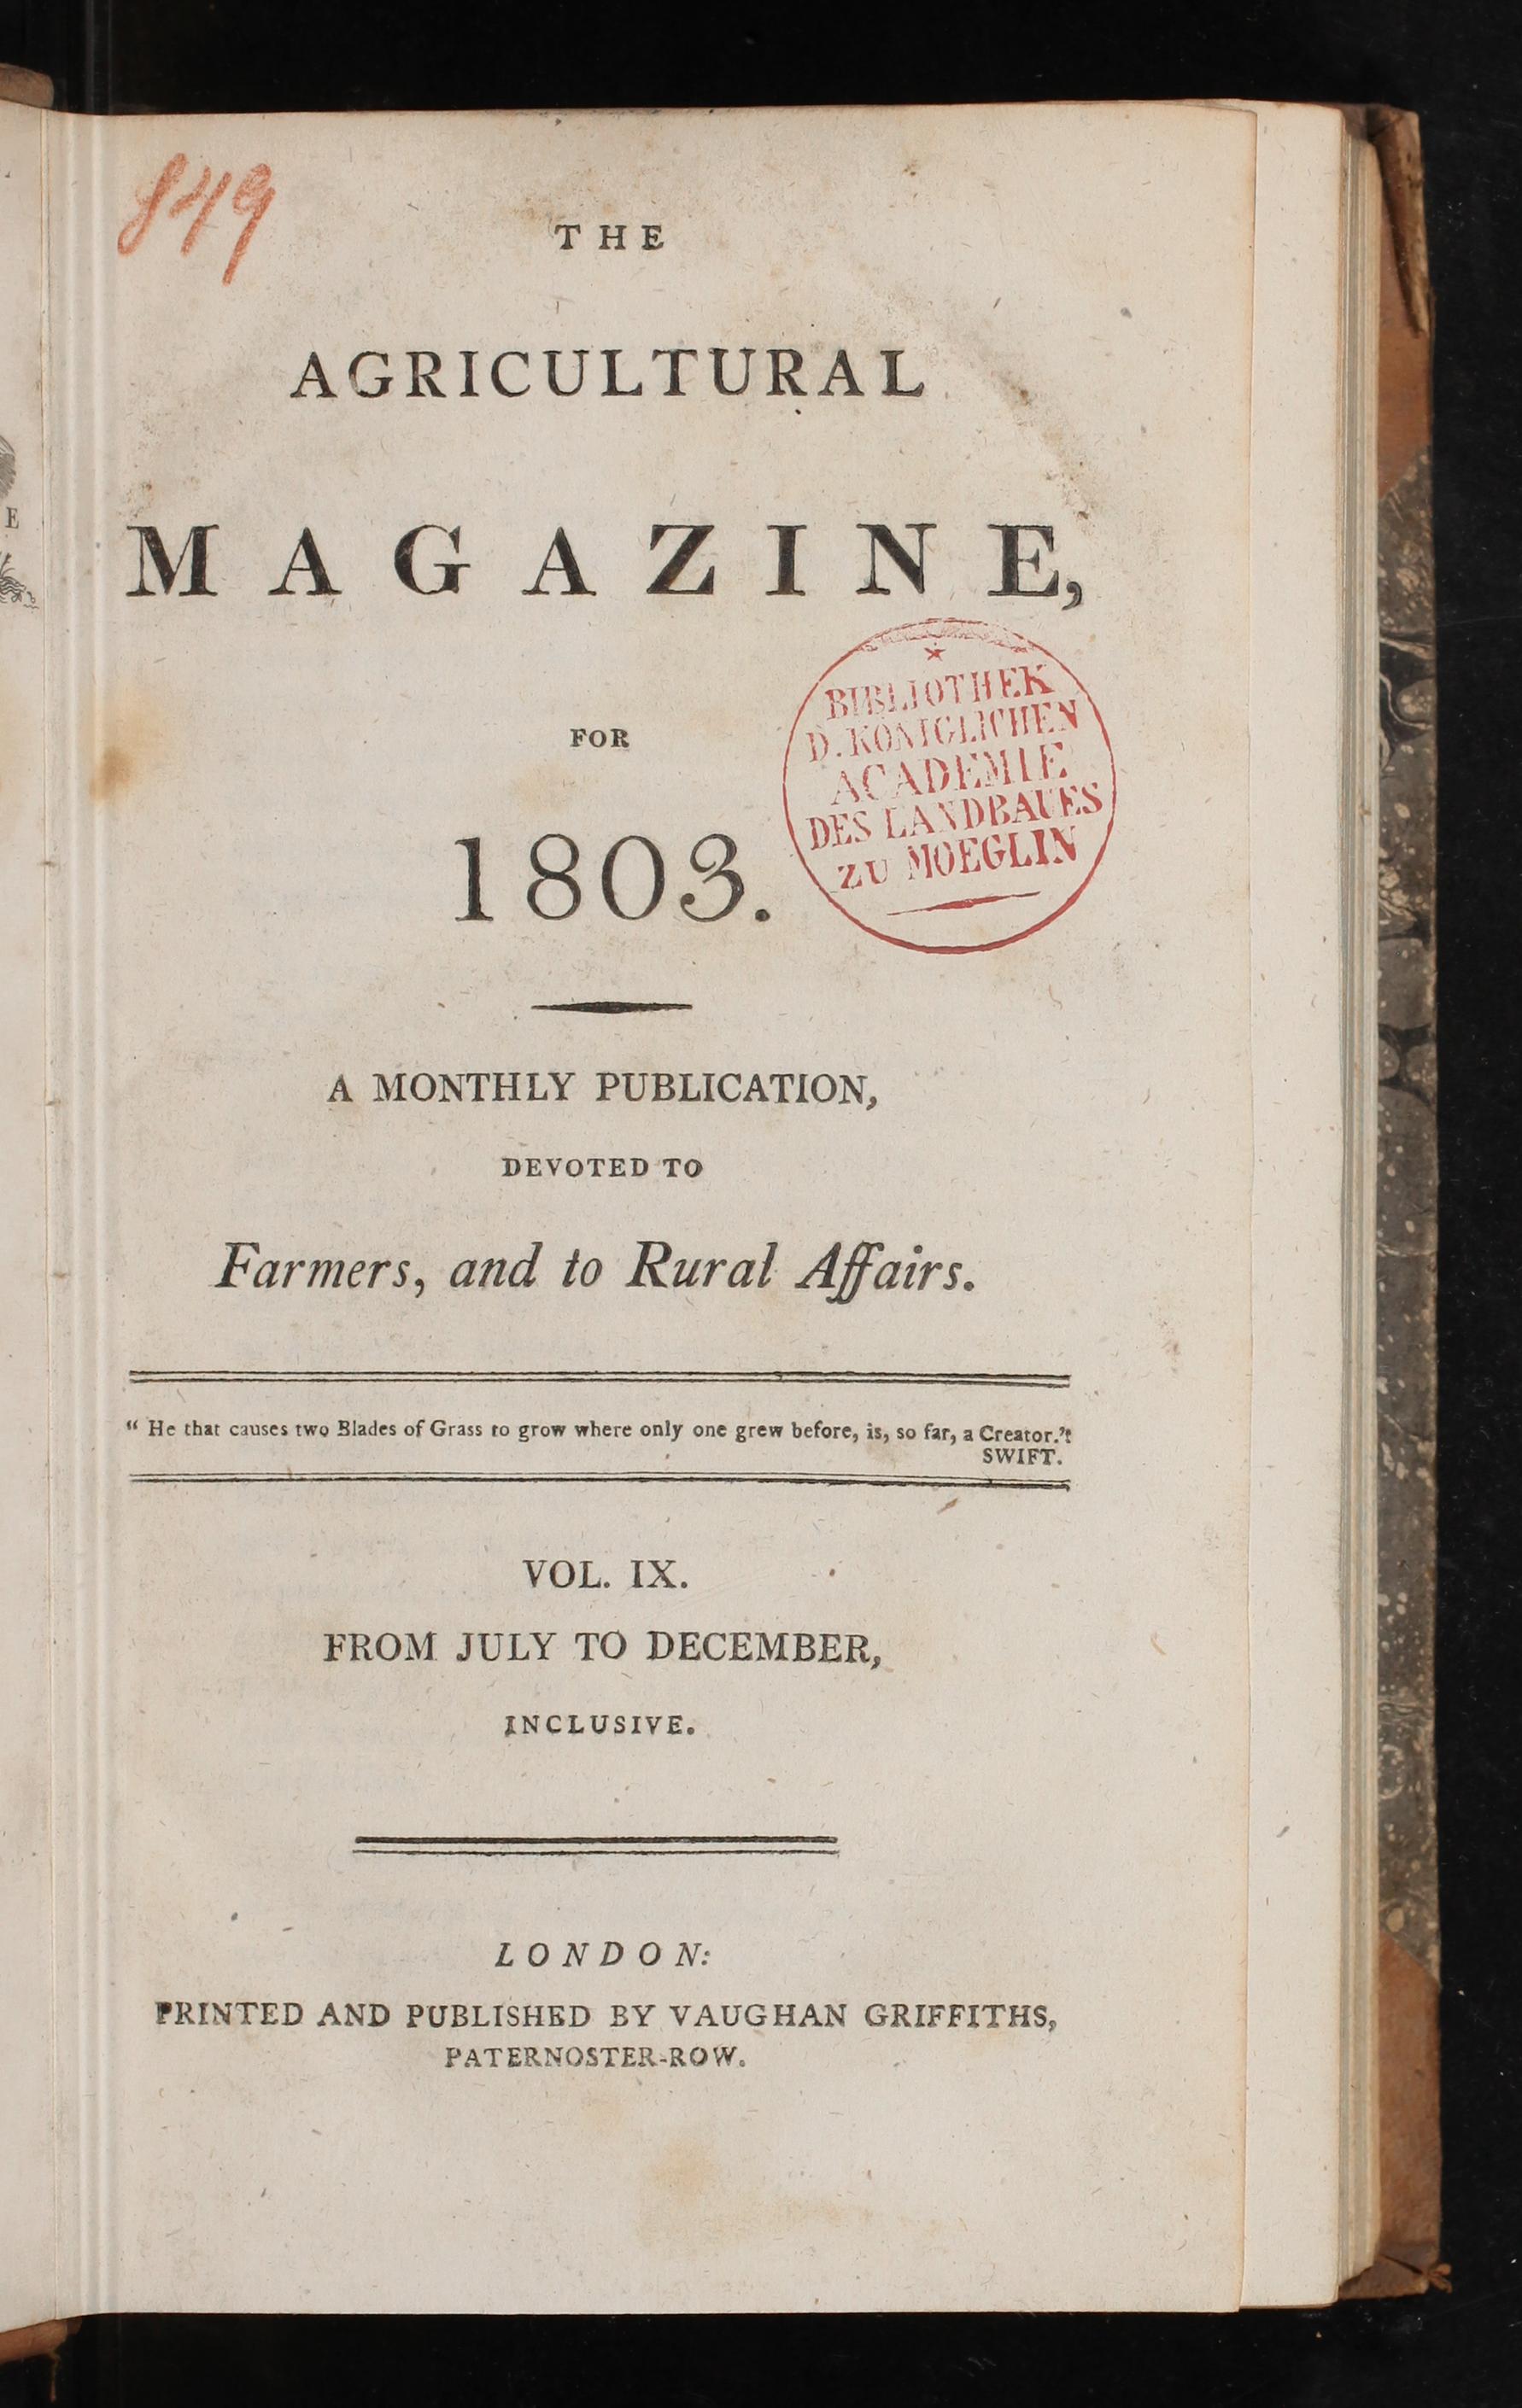 849
THE
AGRICULTURAL
MAGAZINE,
FOR
1803.
BIBLIOTHEK
D. KÖNIGLICHEN
ACADEMIE
DES LANDBAUES
ZU MOEGLIN
A MONTHLY PUBLICATION,
DEVOTED TO
Farmers, and to Rural Affairs.
“ He that causes two Blades of Grass to grow where only one grew before, is, so far, a Creator.”
SWIFT.
VOL. IX.
FROM JULY TO DECEMBER,
INCLUSIVE.
LONDON:
PRINTED AND PUBLISHED BY VAUGHAN GRIFFITHS,
PATERNOSTER-ROW.
E